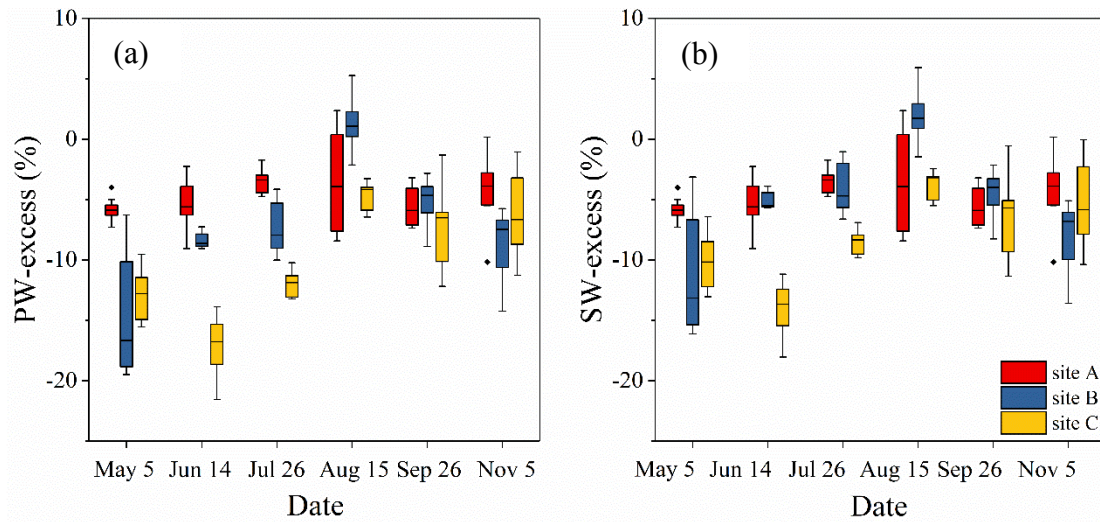 (a)
PW-excess (%)
10
0
-10
-20
May 5 Jun 14 Jul 26 Aug 15 Sep 26 Nov 5
Date
(b)
SW-excess (%)
10
0
-10
-20
site A
site B
site C
May 5 Jun 14 Jul 26 Aug 15 Sep 26 Nov 5
Date